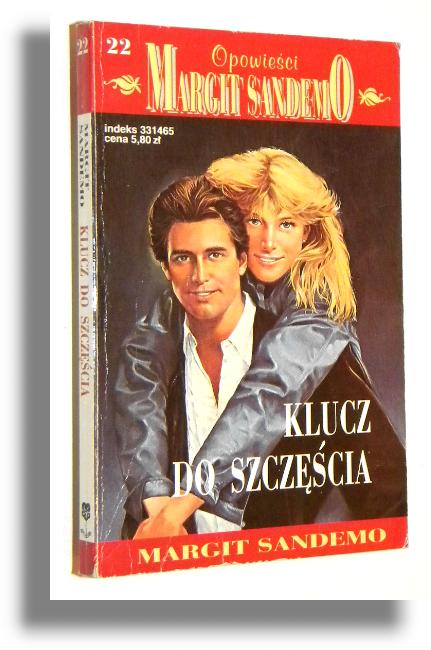 22
Opowieści
MARGIT SANDEMO
indeks 331465
cena 5,80 zł
KLUCZ
DO SZCZĘŚCIA
MARGIT SANDEMO
22
MARGIT
SANDEMO
KLUCZ DO SZCZĘŚCIA